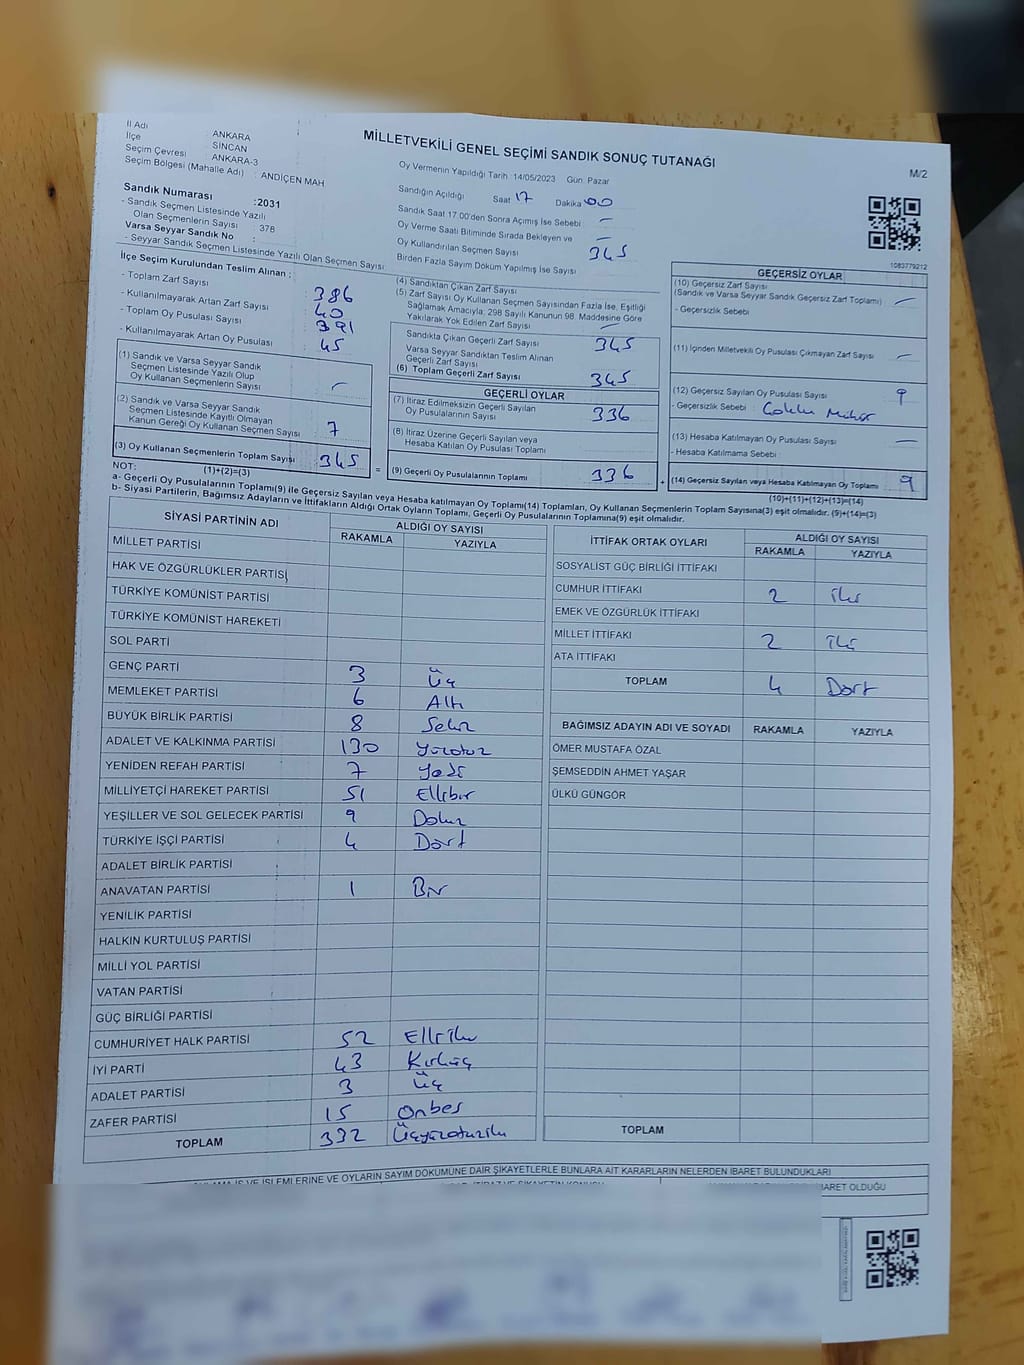 İl Adı : ANKARA
İlçe : SİNCAN
Seçim Çevresi : ANKARA-3
Seçim Bölgesi (Mahalle Adı) : ANDİÇEN MAH
Sandık Numarası :2031
- Sandık Seçmen Listesinde Yazılı
Olan Seçmenlerin Sayısı : 378
Varsa Seyyar Sandık No :
- Seyyar Sandık Seçmen Listesinde Yazılı Olan Seçmen Sayısı
MİLLETVEKİLİ GENEL SEÇİMİ SANDIK SONUÇ TUTANAĞI
M/2
Oy Vermenin Yapıldığı Tarih :14/05/2023 Gün: Pazar
Sandığın Açıldığı Saat 17 Dakika 00
Sandık Saat 17.00'den Sonra Açımış İse Sebebi : —
Oy Verme Saati Bitiminde Sırada Bekleyen ve
Oy Kullandırılan Seçmen Sayısı —
Birden Fazla Sayım Döküm Yapılmış İse Sayısı
1083779212
İlçe Seçim Kurulundan Teslim Alınan :
- Toplam Zarf Sayısı : 386
- Kullanılmayarak Artan Zarf Sayısı : 40
- Toplam Oy Pusulası Sayısı : 391
- Kullanılmayarak Artan Oy Pusulası : 45
(1) Sandık ve Varsa Seyyar Sandık
Seçmen Listesinde Yazılı Olup
Oy Kullanan Seçmenlerin Sayısı : —
(2) Sandık ve Varsa Seyyar Sandık
Seçmen Listesinde Kayıtlı Olmayan
Kanun Gereği Oy Kullanan Seçmen Sayısı : 7
(3) Oy Kullanan Seçmenlerin Toplam Sayısı : 345
(1)+(2)=(3)
(4) Sandıktan Çıkan Zarf Sayısı 345
(5) Zarf Sayısı Oy Kullanan Seçmen Sayısından Fazla İse, Eşitliği
Sağlamak Amacıyla; 298 Sayılı Kanunun 98. Maddesine Göre
Yakılarak Yok Edilen Zarf Sayısı —
Sandıkta Çıkan Geçerli Zarf Sayısı 345
Varsa Seyyar Sandıktan Teslim Alınan
Geçerli Zarf Sayısı
(6) Toplam Geçerli Zarf Sayısı 345
GEÇERLİ OYLAR
(7) İtiraz Edilmeksizin Geçerli Sayılan
Oy Pusulalarının Sayısı 336
(8) İtiraz Üzerine Geçerli Sayılan veya
Hesaba Katılan Oy Pusulası Toplamı
= (9) Geçerli Oy Pusulalarının Toplamı 336
GEÇERSİZ OYLAR
(10) Geçersiz Zarf Sayısı
(Sandık ve Varsa Seyyar Sandık Geçersiz Zarf Toplamı) —
- Geçersizlik Sebebi
(11) İçinden Milletvekili Oy Pusulası Çıkmayan Zarf Sayısı —
(12) Geçersiz Sayılan Oy Pusulası Sayısı 9
- Geçersizlik Sebebi
(13) Hesaba Katılmayan Oy Pusulası Sayısı —
- Hesaba Katılmama Sebebi :
+ (14) Geçersiz Sayılan veya Hesaba Katılmayan Oy Toplamı 9
(10)+(11)+(12)+(13)=(14)
NOT:
a- Geçerli Oy Pusulalarının Toplamı(9) ile Geçersiz Sayılan veya Hesaba katılmayan Oy Toplamı(14) Toplamları, Oy Kullanan Seçmenlerin Toplam Sayısına(3) eşit olmalıdır. (9)+(14)=(3)
b- Siyasi Partilerin, Bağımsız Adayların ve İttifakların Aldığı Ortak Oyların Toplamı, Geçerli Oy Pusulalarının Toplamına(9) eşit olmalıdır.
SİYASİ PARTİNİN ADI ALDIĞI OY SAYISI
RAKAMLA YAZIYLA
MİLLET PARTİSİ
HAK VE ÖZGÜRLÜKLER PARTİSİ
TÜRKİYE KOMÜNİST PARTİSİ
TÜRKİYE KOMÜNİST HAREKETİ
SOL PARTİ
GENÇ PARTİ 3 Üç
MEMLEKET PARTİSİ 6 Altı
BÜYÜK BİRLİK PARTİSİ 8 Sekiz
ADALET VE KALKINMA PARTİSİ 130 Yüzotuz
YENİDEN REFAH PARTİSİ 7 Yedi
MİLLİYETÇİ HAREKET PARTİSİ 51 Ellibir
YEŞİLLER VE SOL GELECEK PARTİSİ 9 Dokuz
TÜRKİYE İŞÇİ PARTİSİ 4 Dört
ADALET BİRLİK PARTİSİ
ANAVATAN PARTİSİ 1 Bir
YENİLİK PARTİSİ
HALKIN KURTULUŞ PARTİSİ
MİLLİ YOL PARTİSİ
VATAN PARTİSİ
GÜÇ BİRLİĞİ PARTİSİ
CUMHURİYET HALK PARTİSİ 52 Elliiki
İYİ PARTİ 43 Kırküç
ADALET PARTİSİ 3 Üç
ZAFER PARTİSİ 15 Onbeş
TOPLAM 332 Üçyüzotuziki
İTTİFAK ORTAK OYLARI ALDIĞI OY SAYISI
RAKAMLA YAZIYLA
SOSYALİST GÜÇ BİRLİĞİ İTTİFAKI
CUMHUR İTTİFAKI 2 iki
EMEK VE ÖZGÜRLÜK İTTİFAKI
MİLLET İTTİFAKI 2 iki
ATA İTTİFAKI
TOPLAM 4 Dört
BAĞIMSIZ ADAYIN ADI VE SOYADI RAKAMLA YAZIYLA
ÖMER MUSTAFA ÖZAL
ŞEMSEDDİN AHMET YAŞAR
ÜLKÜ GÜNGÖR
TOPLAM
İŞ VE İŞLEMLERİNE VE OYLARIN SAYIM DÖKÜMÜNE DAİR ŞİKAYETLERLE BUNLARA AİT KARARLARIN NELERDEN İBARET BULUNDUKLARI
İBARET OLDUĞU